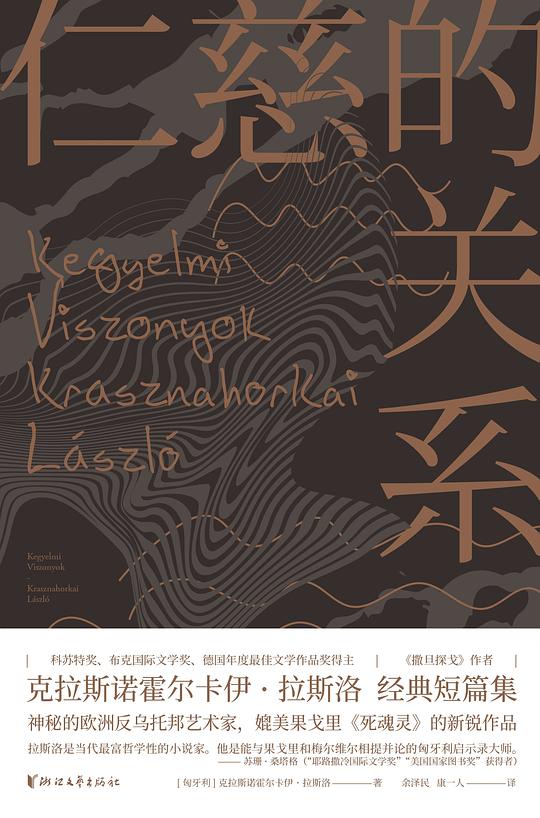 仁慈的
关
系
Kegyelmi
Viszonyok
Krasznahorkai
László
Kegyelmi
Viszonyok
Krasznahorkai
László
科苏特奖、布克国际文学奖、德国年度最佳文学作品奖得主 | 《撒旦探戈》作者
克拉斯诺霍尔卡伊·拉斯洛 经典短篇集
神秘的欧洲反乌托邦艺术家，媲美果戈里《死魂灵》的新锐作品
拉斯洛是当代最富哲学性的小说家。他是能与果戈里和梅尔维尔相提并论的匈牙利启示录大师。
—— 苏珊·桑塔格（“耶路撒冷国际文学奖”“美国国家图书奖”获得者）
浙江文艺出版社 [匈牙利] 克拉斯诺霍尔卡伊·拉斯洛——著 余泽民 康一人——译